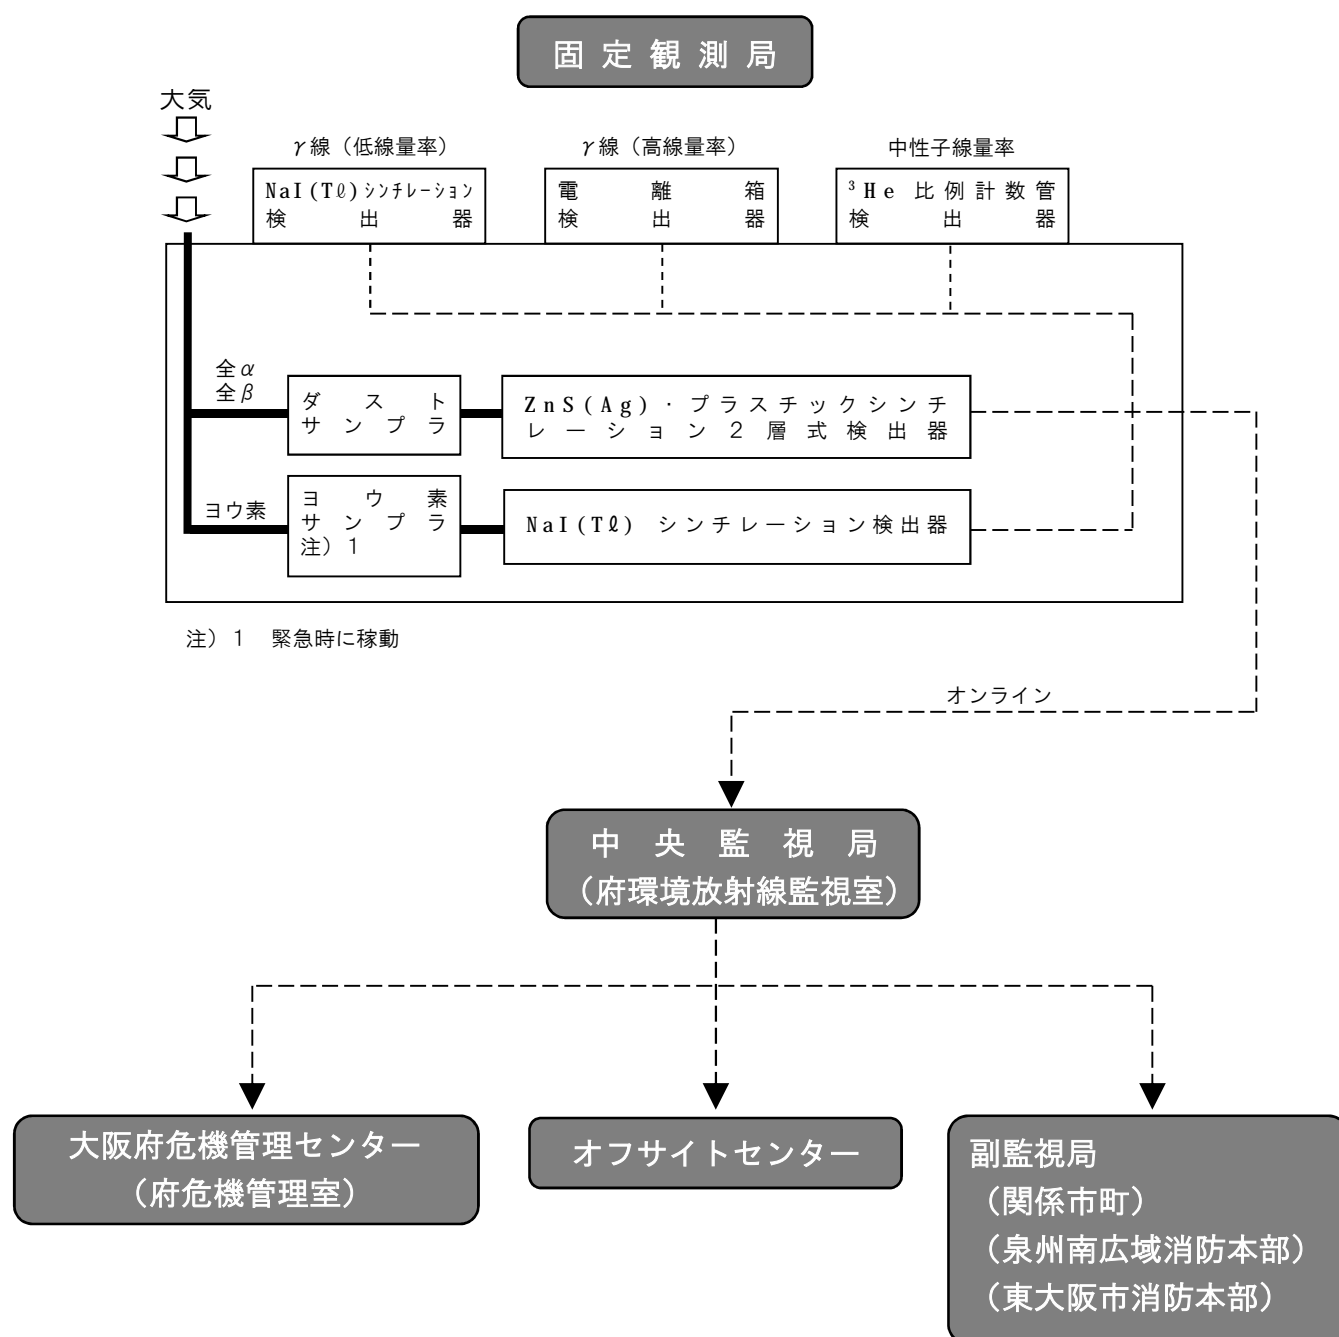 固定観測局
大気
γ線（低線量率）
γ線（高線量率）
中性子線量率
NaI(Tℓ)シンチレーション
検出器
電離箱
検出器
³He 比例計数管
検出器
全α
全β
ダスト
サンプラ
ZnS(Ag)・プラスチックシンチ
レーション２層式検出器
ヨウ素
ヨウ素
サンプラ
注）１
NaI(Tℓ) シンチレーション検出器
注）１　緊急時に稼動
オンライン
中央監視局
（府環境放射線監視室）
大阪府危機管理センター
（府危機管理室）
オフサイトセンター
副監視局
（関係市町）
（泉州南広域消防本部）
（東大阪市消防本部）